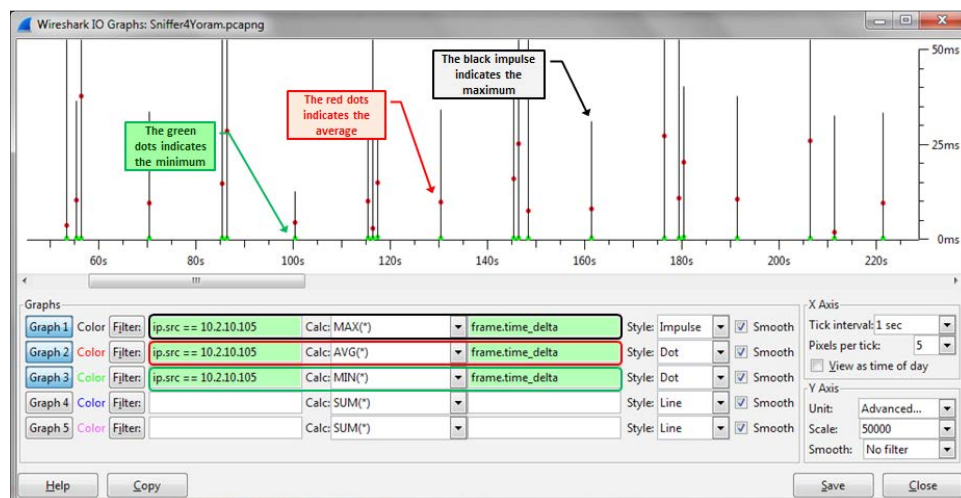 Wireshark IO Graphs: Sniffer4Yoram.pcapng
50ms
The black impulse
indicates the
maximum
The red dots
indicates the
average
The green
dots indicates
the minimum
25ms
0ms
60s 80s 100s 120s 140s 160s 180s 200s 220s
Graphs
Graph 1 Color Filter: ip.src == 10.2.10.105 Calc: MAX(*) frame.time_delta Style: Impulse Smooth
Graph 2 Color Filter: ip.src == 10.2.10.105 Calc: AVG(*) frame.time_delta Style: Dot Smooth
Graph 3 Color Filter: ip.src == 10.2.10.105 Calc: MIN(*) frame.time_delta Style: Dot Smooth
Graph 4 Color Filter: Calc: SUM(*) Style: Line Smooth
Graph 5 Color Filter: Calc: SUM(*) Style: Line Smooth
X Axis
Tick interval: 1 sec
Pixels per tick: 5
View as time of day
Y Axis
Unit: Advanced...
Scale: 50000
Smooth: No filter
Help Copy Save Close